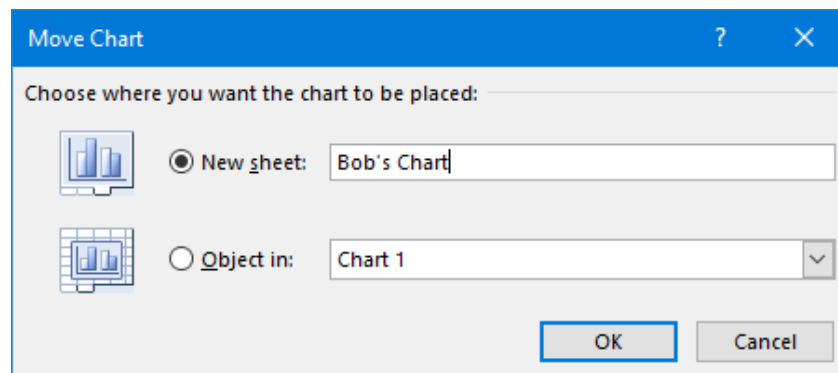 Move Chart ?
Choose where you want the chart to be placed:
New sheet: Bob's Chart
Object in: Chart 1
OK Cancel